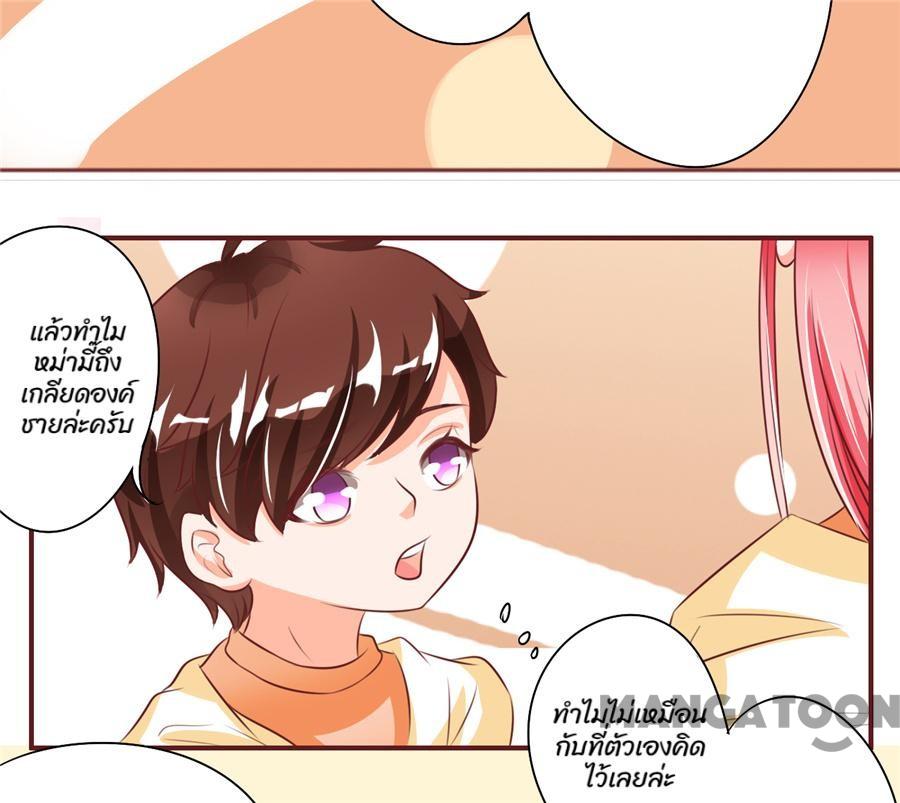 แล้วทำไม
หม่ามี๊ถึง
เกลียดองค์
ชายล่ะครับ
ทำไมไม่เหมือน
กับที่ตัวเองคิด
ไว้เลยล่ะ
MANGATOON